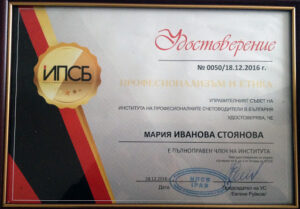 Удостоверение
№ 0050/18.12.2016 г.
ИПСБ
ПРОФЕСИОНАЛИЗЪМ И ЕТИКА
УПРАВИТЕЛНИЯТ СЪВЕТ НА
ИНСТИТУТА НА ПРОФЕСИОНАЛНИТЕ СЧЕТОВОДИТЕЛИ В БЪЛГАРИЯ
УДОСТОВЕРЯВА, ЧЕ
МАРИЯ ИВАНОВА СТОЯНОВА
Е ПЪЛНОПРАВЕН ЧЛЕН НА ИНСТИТУТА
ИПСБ
IPAB
18.12.2016
Дата
Председател на УС